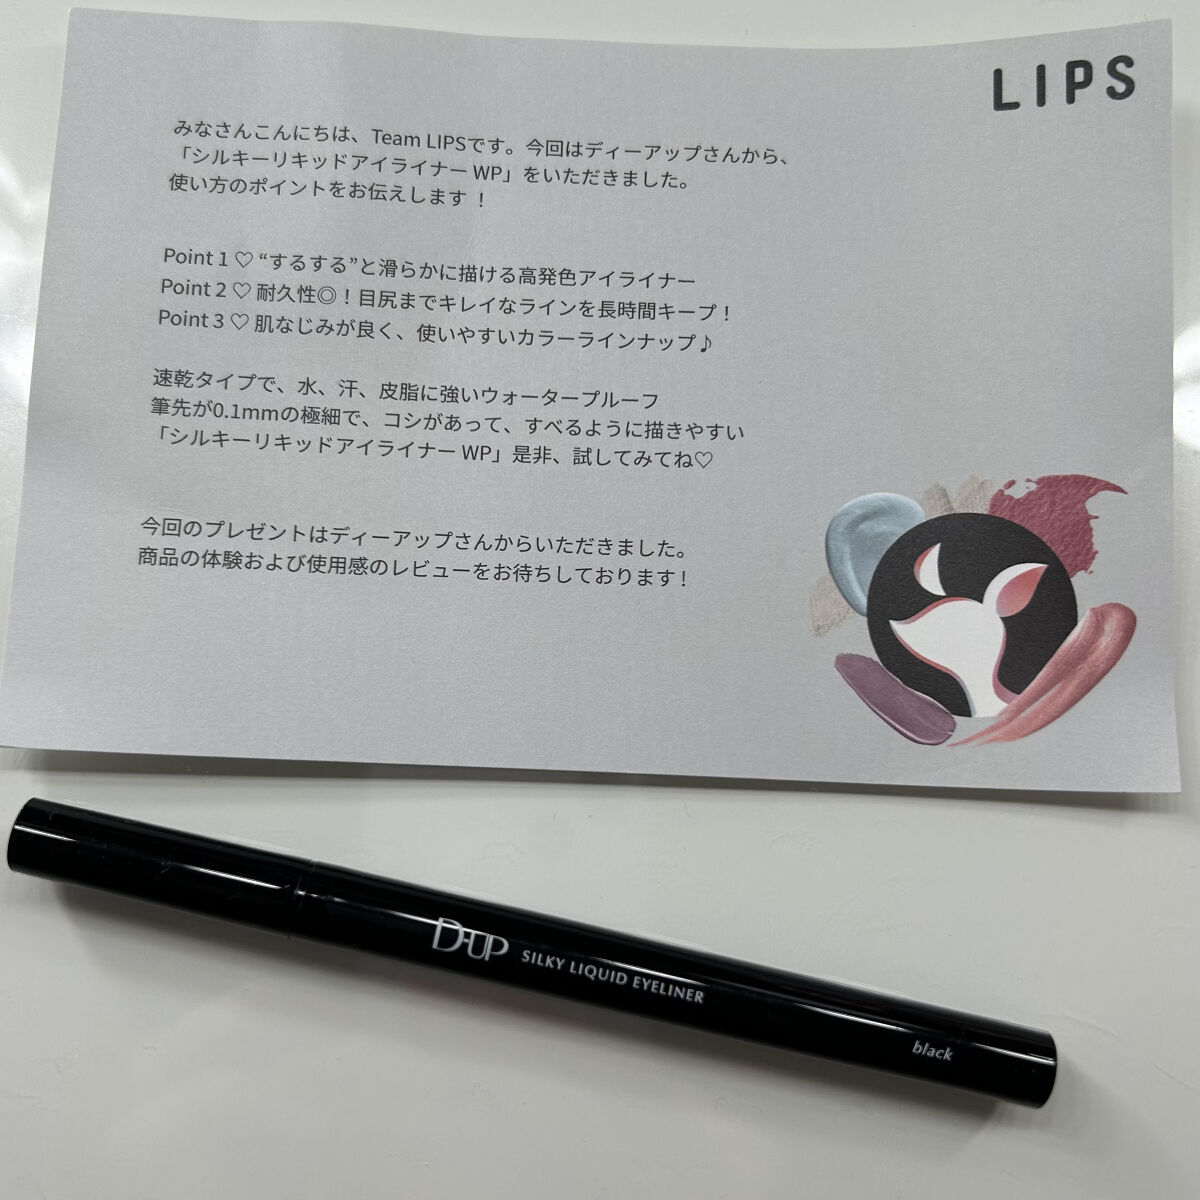 LIPS
みなさんこんにちは、Team LIPSです。今回はディーアップさんから、
「シルキーリキッドアイライナー WP」をいただきました。
使い方のポイントをお伝えします！
Point 1 ♡ “するする”と滑らかに描ける高発色アイライナー
Point 2 ♡ 耐久性◎！目尻までキレイなラインを長時間キープ！
Point 3 ♡ 肌なじみが良く、使いやすいカラーラインナップ♪
速乾タイプで、水、汗、皮脂に強いウォータープルーフ
筆先が0.1mmの極細で、コシがあって、すべるように描きやすい
「シルキーリキッドアイライナー WP」是非、試してみてね♡
今回のプレゼントはディーアップさんからいただきました。
商品の体験および使用感のレビューをお待ちしております！
D-UP SILKY LIQUID EYELINER
black